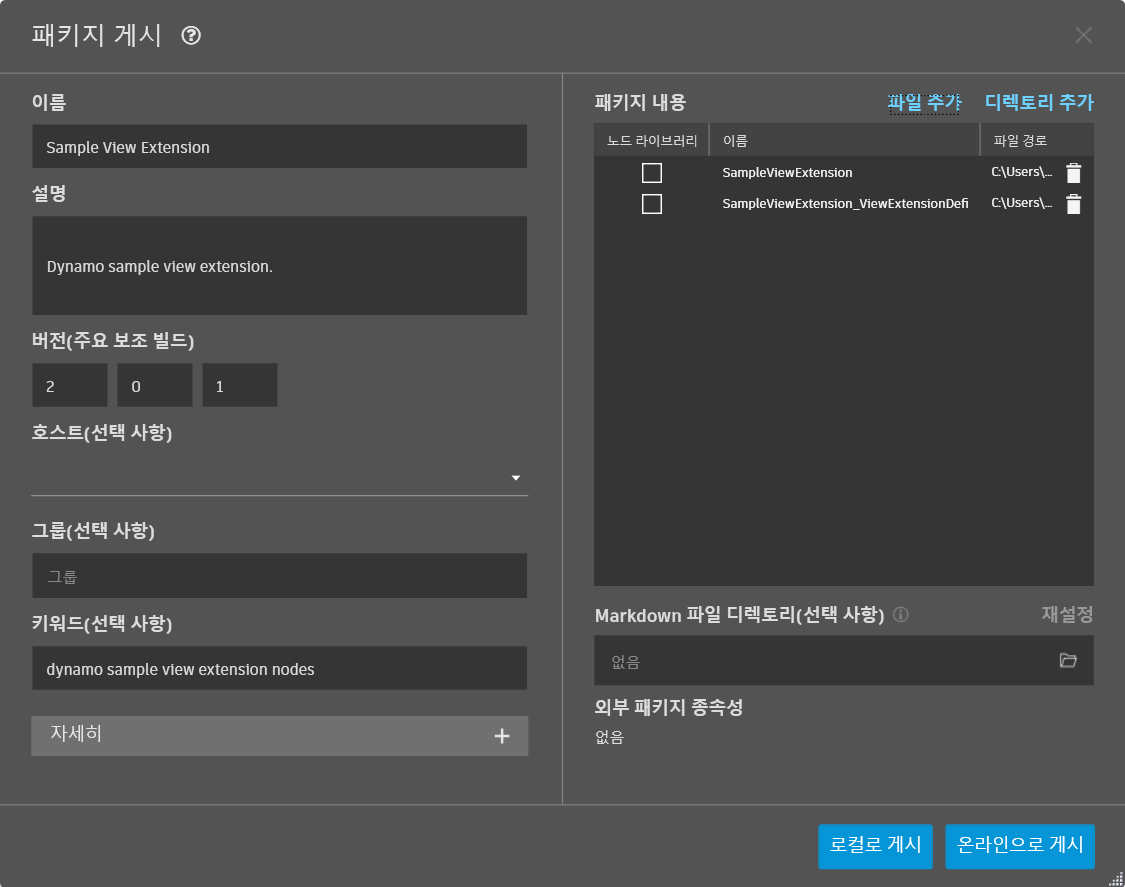 패키지 게시
이름
Sample View Extension
설명
Dynamo sample view extension.
버전(주요 보조 빌드)
2 0 1
호스트(선택 사항)
그룹(선택 사항)
그룹
키워드(선택 사항)
dynamo sample view extension nodes
자세히
패키지 내용 파일 추가 디렉토리 추가
노드 라이브러리 이름 파일 경로
SampleViewExtension C:\Users\...
SampleViewExtension_ViewExtensionDefi C:\Users\...
Markdown 파일 디렉토리(선택 사항) 재설정
없음
외부 패키지 종속성
없음
로컬로 게시 온라인으로 게시